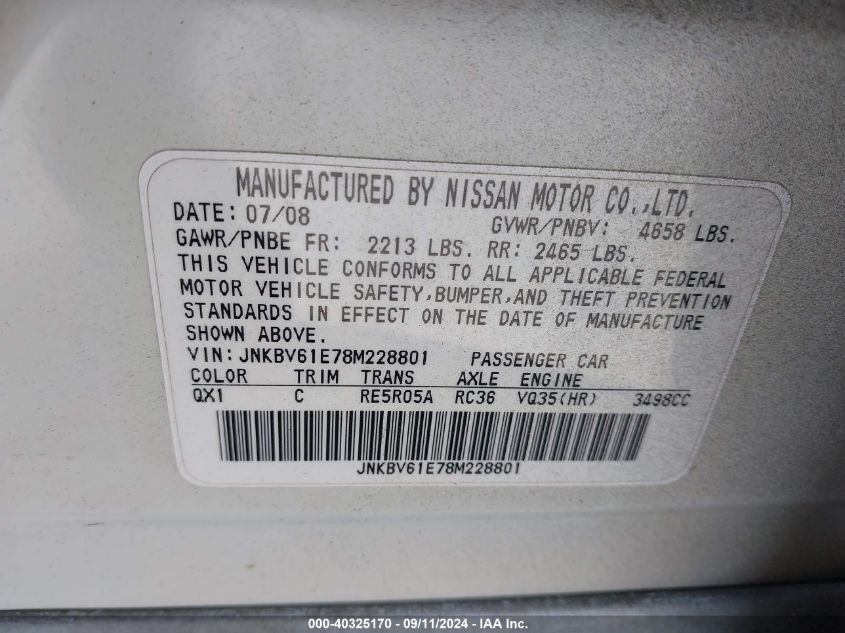 MANUFACTURED BY NISSAN MOTOR CO.,LTD.
DATE: 07/08 GVWR/PNBV: 4658 LBS.
GAWR/PNBE FR: 2213 LBS. RR: 2465 LBS.
THIS VEHICLE CONFORMS TO ALL APPLICABLE FEDERAL
MOTOR VEHICLE SAFETY,BUMPER,AND THEFT PREVENTION
STANDARDS IN EFFECT ON THE DATE OF MANUFACTURE
SHOWN ABOVE.
VIN: JNKBV61E78M228801 PASSENGER CAR
COLOR TRIM TRANS AXLE ENGINE
QX1 C RE5R05A RC36 VQ35(HR) 3498CC
JNKBV61E78M228801
000-40325170 - 09/11/2024 - IAA Inc.